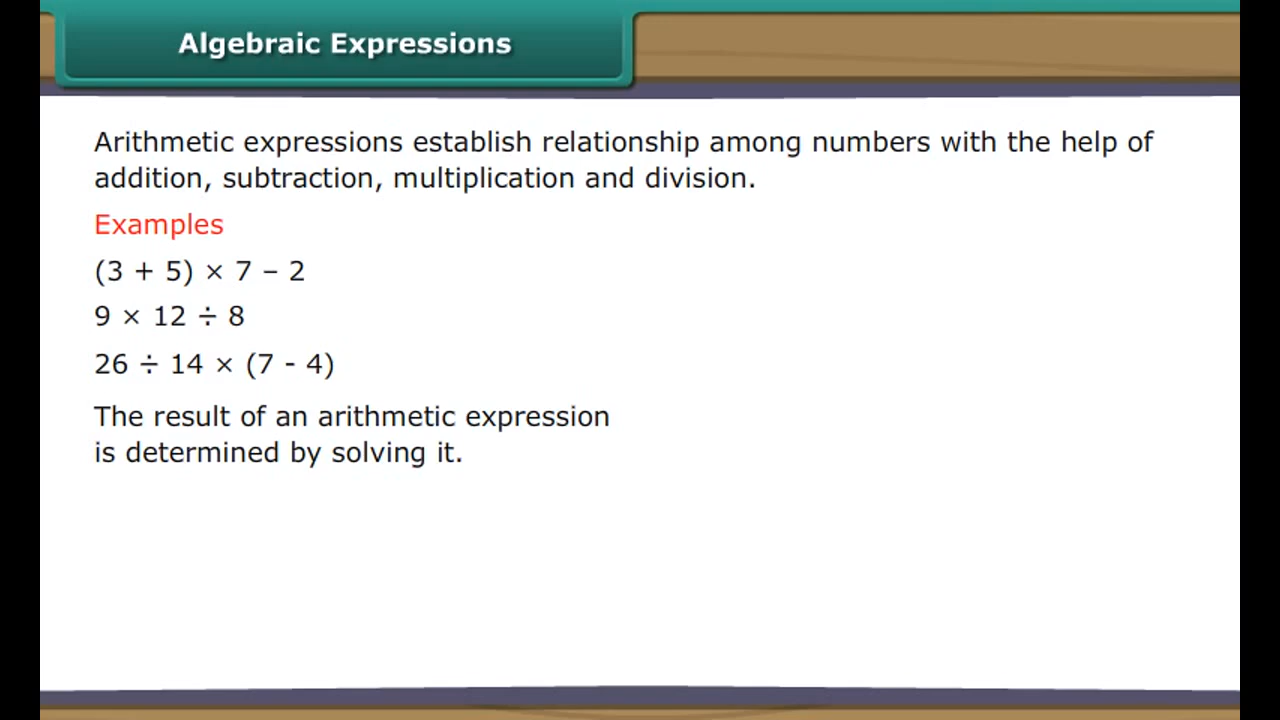 Algebraic Expressions
Arithmetic expressions establish relationship among numbers with the help of
addition, subtraction, multiplication and division.
Examples
(3 + 5) × 7 – 2
9 × 12 ÷ 8
26 ÷ 14 × (7 - 4)
The result of an arithmetic expression
is determined by solving it.